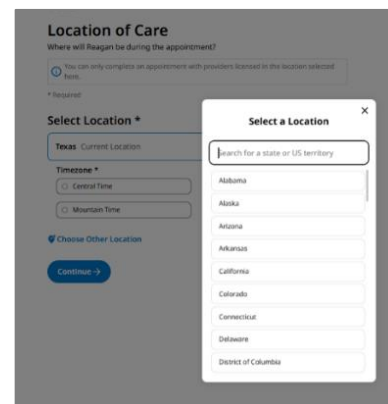 Location of Care
Where will Reagan be during the appointment?
You can only complete an appointment with providers licensed in the location selected
here.
* Required
Select Location *
Texas Current Location
Timezone *
Central Time
Mountain Time
Choose Other Location
Continue →
×
Select a Location
Search for a state or US territory
Alabama
Alaska
Arizona
Arkansas
California
Colorado
Connecticut
Delaware
District of Columbia